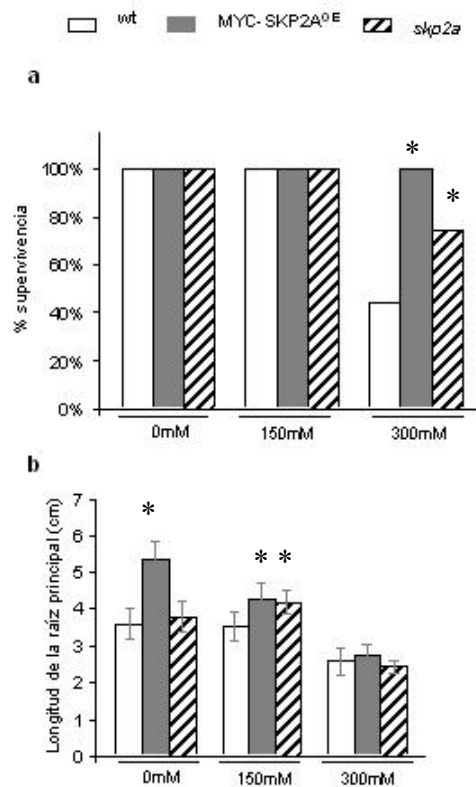 wt MYC-SKP2A^OE skp2a
a
* *
100%
80%
60%
40%
20%
0%
% supervivencia
0mM 150mM 300mM
b
* * *
7
6
5
4
3
2
1
0
Longitud de la raíz principal (cm)
0mM 150mM 300mM